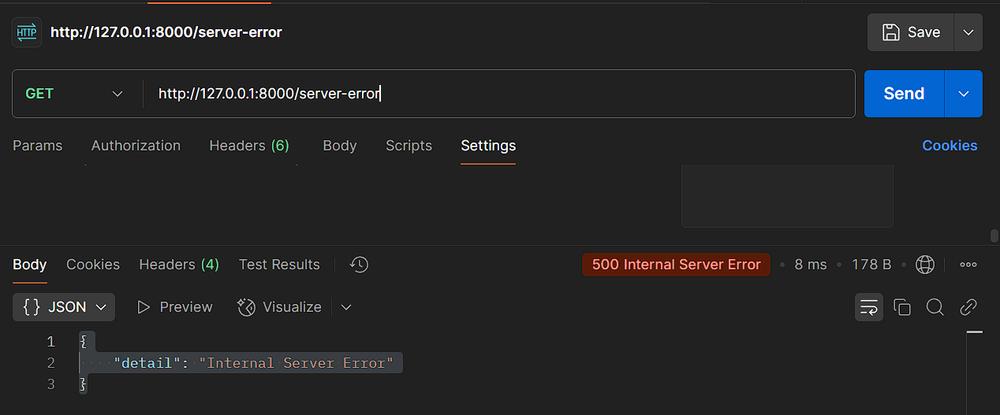 HTTP http://127.0.0.1:8000/server-error Save
GET http://127.0.0.1:8000/server-error Send
Params Authorization Headers (6) Body Scripts Settings Cookies
Body Cookies Headers (4) Test Results 500 Internal Server Error • 8 ms • 178 B •
{} JSON Preview Visualize
1 {
2 "detail": "Internal Server Error"
3 }